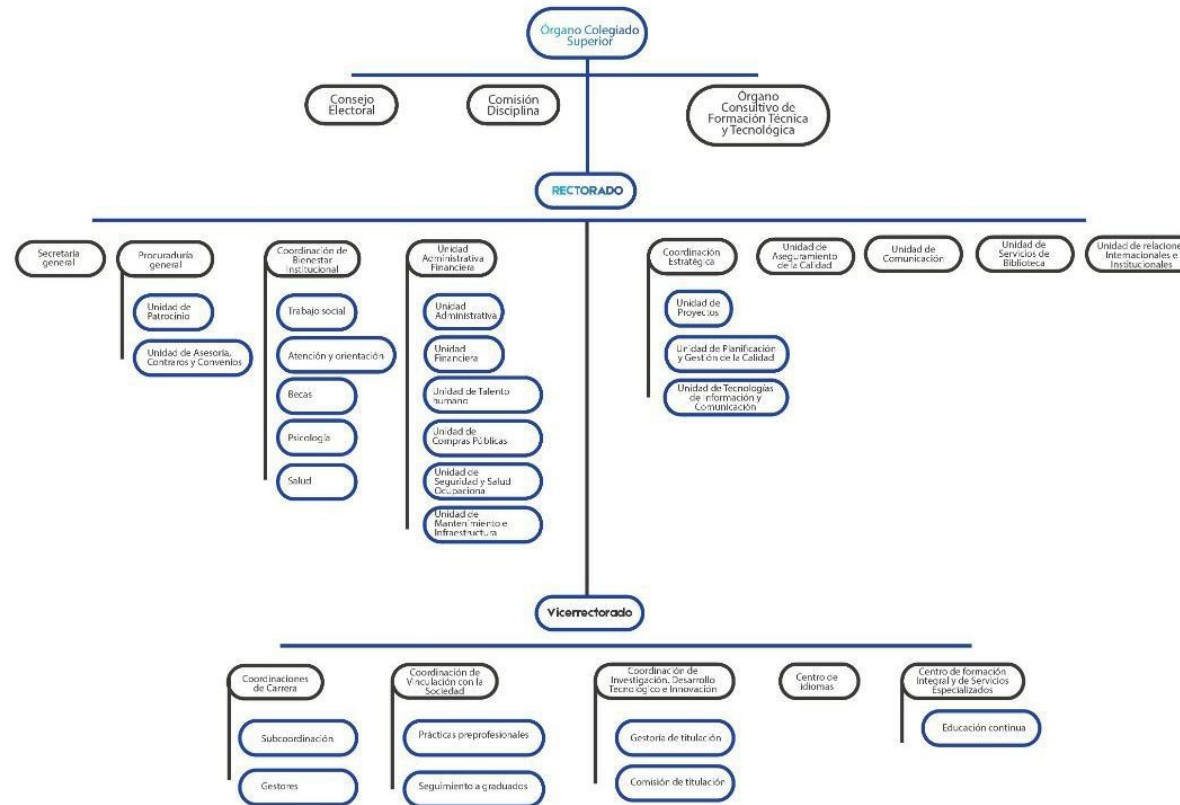 Órgano Colegiado
Superior
Consejo
Electoral
Comisión
Disciplina
Órgano
Consultivo de
Formación Técnica
y Tecnológica
RECTORADO
Secretaría
general
Procuraduría
general
Coordinación de
Bienestar
Institucional
Unidad
Administrativa
Financiera
Coordinación
Estratégica
Unidad de
Aseguramiento
de la Calidad
Unidad de
Comunicación
Unidad de
Servicios de
Biblioteca
Unidad de relacione
Internacionales e
Institucionales
Unidad de
Patrocinio
Unidad de Asesoría,
Contraros y Convenios
Trabajo social
Atención y orientación
Becas
Psicología
Salud
Unidad
Administrativa
Unidad
Financiera
Unidad de Talento
humano
Unidad de
Compras Públicas
Unidad de
Seguridad y Salud
Ocupaciona
Unidad de
Mantenimiento e
Infraestructura
Unidad de
Proyectos
Unidad de Planificación
y Gestión de la Calidad
Unidad de Tecnologías
de Información y
Comunicación
Vicerrectorado
Coordinaciones
de Carrera
Coordinación de
Vinculación con la
Sociedad
Coordinación de
Investigación. Desarrollo
Tecnológico e Innovación
Centro de
idiomas
Centro de formación
Integral y de Servicios
Especializados
Subcoordinación
Gestores
Prácticas preprofesionales
Seguimiento a graduados
Gestoría de titulación
Comisión de titulación
Educación continua